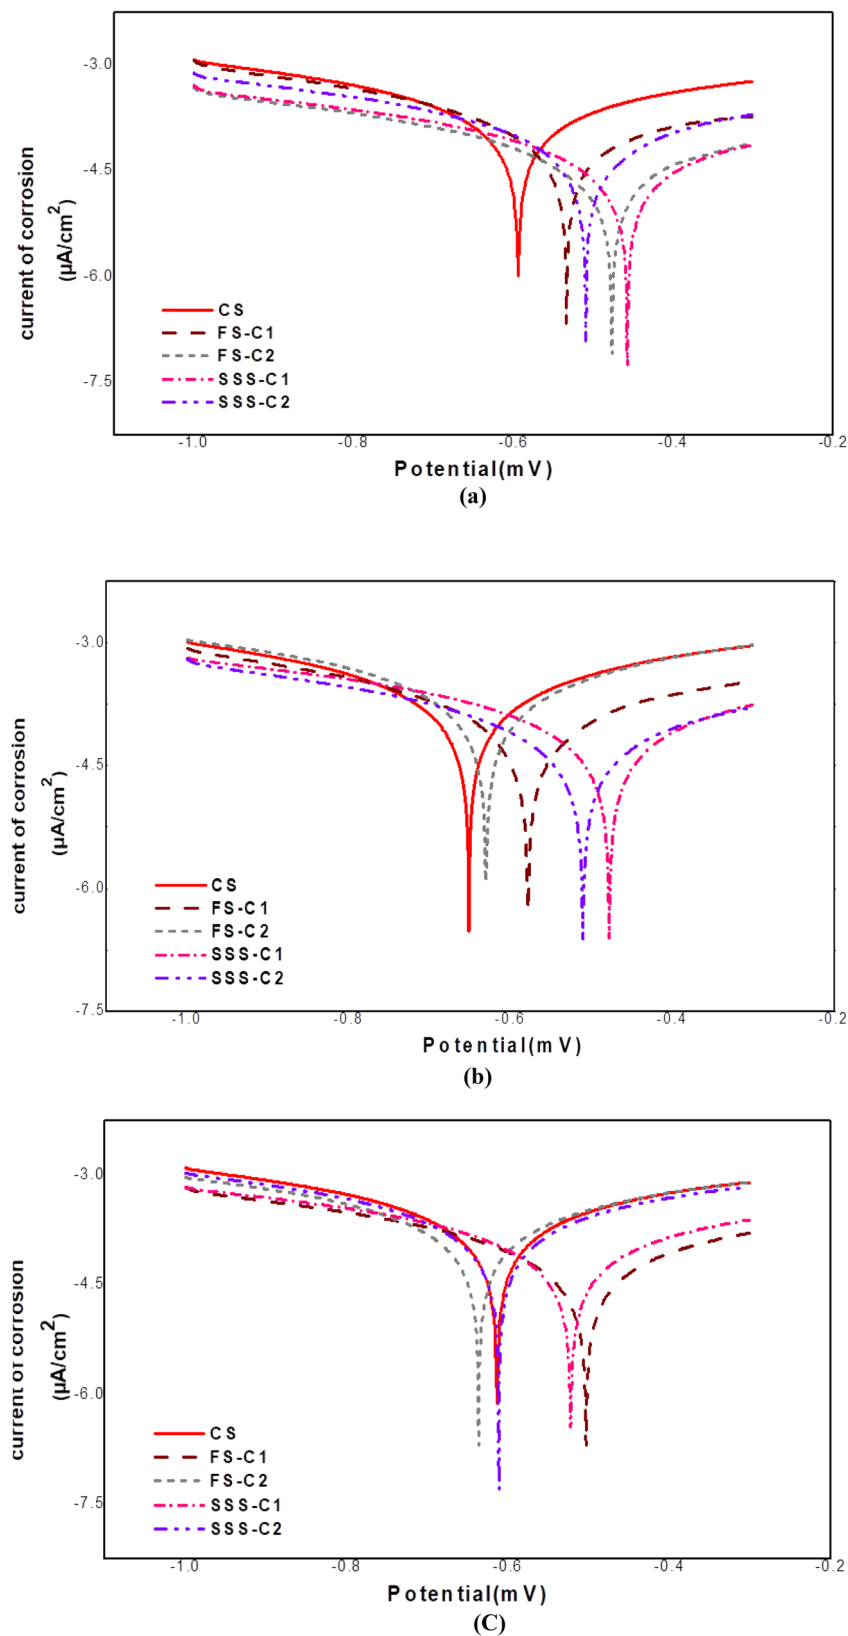 -3.0
-4.5
-6.0
-7.5
current of corrosion
(µA/cm2)
CS
FS-C1
FS-C2
SSS-C1
SSS-C2
-1.0 -0.8 -0.6 -0.4 -0.2
Potential(mV)
(a)
-3.0
-4.5
-6.0
-7.5
current of corrosion
(µA/cm2)
CS
FS-C1
FS-C2
SSS-C1
SSS-C2
-1.0 -0.8 -0.6 -0.4 -0.2
Potential(mV)
(b)
-3.0
-4.5
-6.0
-7.5
current of corrosion
(µA/cm2)
CS
FS-C1
FS-C2
SSS-C1
SSS-C2
-1.0 -0.8 -0.6 -0.4 -0.2
Potential(mV)
(C)